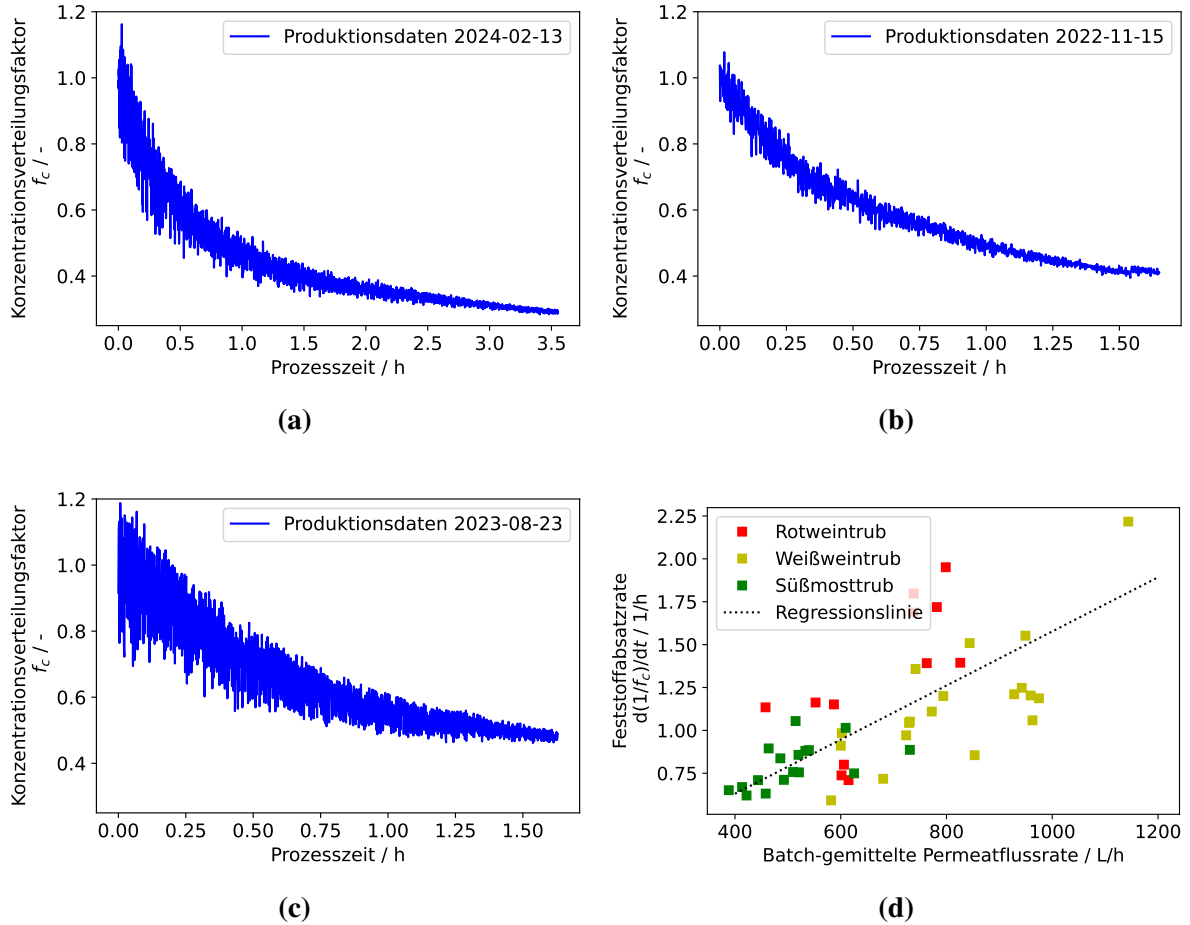 Konzentrationsverteilungsfaktor
f_c / -
1.2
1.0
0.8
0.6
0.4
Produktionsdaten 2024-02-13
0.0 0.5 1.0 1.5 2.0 2.5 3.0 3.5
Prozesszeit / h
(a)
Konzentrationsverteilungsfaktor
f_c / -
1.2
1.0
0.8
0.6
0.4
Produktionsdaten 2022-11-15
0.00 0.25 0.50 0.75 1.00 1.25 1.50
Prozesszeit / h
(b)
Konzentrationsverteilungsfaktor
f_c / -
1.2
1.0
0.8
0.6
0.4
Produktionsdaten 2023-08-23
0.00 0.25 0.50 0.75 1.00 1.25 1.50
Prozesszeit / h
(c)
Feststoffabsatzrate
d(1/f_c)/dt / 1/h
2.25
2.00
1.75
1.50
1.25
1.00
0.75
Rotweintrub
Weißweintrub
Süßmosttrub
Regressionslinie
400 600 800 1000 1200
Batch-gemittelte Permeatflussrate / L/h
(d)